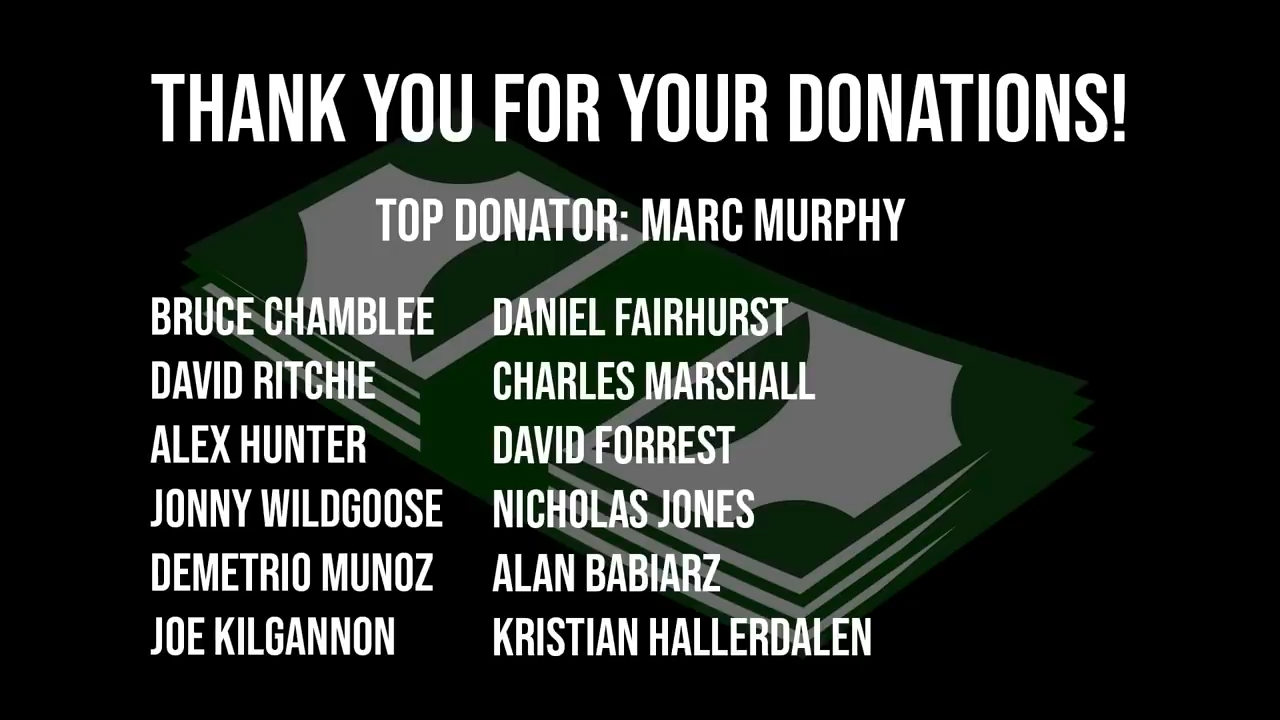 THANK YOU FOR YOUR DONATIONS!
TOP DONATOR: MARC MURPHY
BRUCE CHAMBLEE
DAVID RITCHIE
ALEX HUNTER
JONNY WILDGOOSE
DEMETRIO MUNOZ
JOE KILGANNON
DANIEL FAIRHURST
CHARLES MARSHALL
DAVID FORREST
NICHOLAS JONES
ALAN BABIARZ
KRISTIAN HALLERDALEN